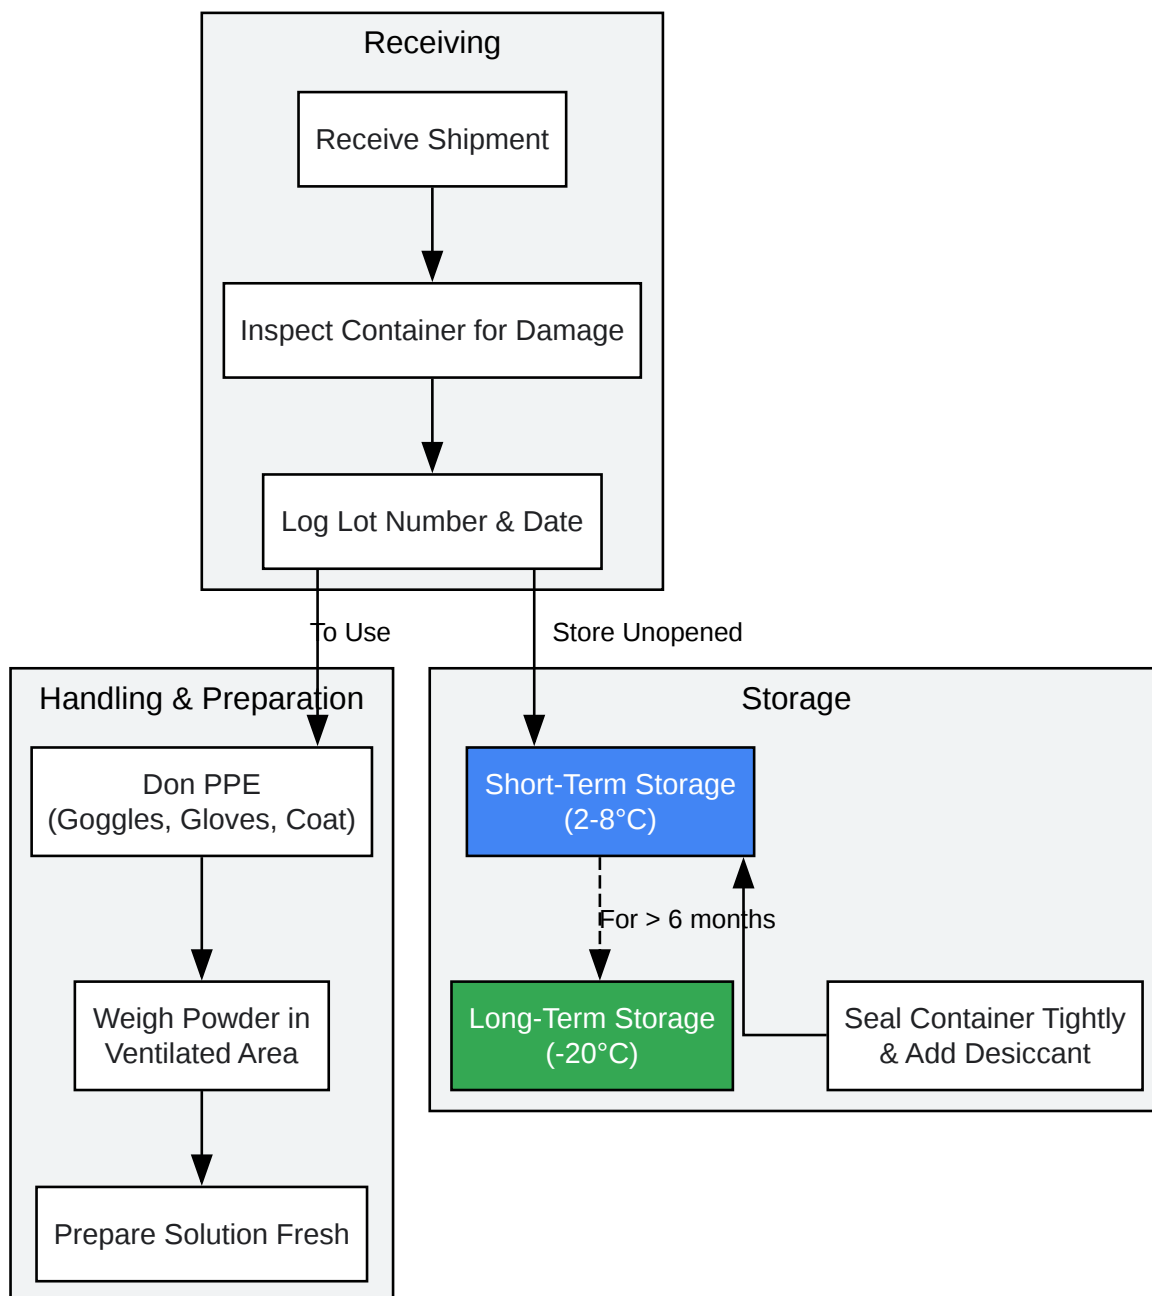 Receiving
Receive Shipment
Inspect Container for Damage
Log Lot Number & Date
To Use
Store Unopened
Handling & Preparation
Don PPE
(Goggles, Gloves, Coat)
Weigh Powder in
Ventilated Area
Prepare Solution Fresh
Storage
Short-Term Storage
(2-8°C)
For > 6 months
Long-Term Storage
(-20°C)
Seal Container Tightly
& Add Desiccant